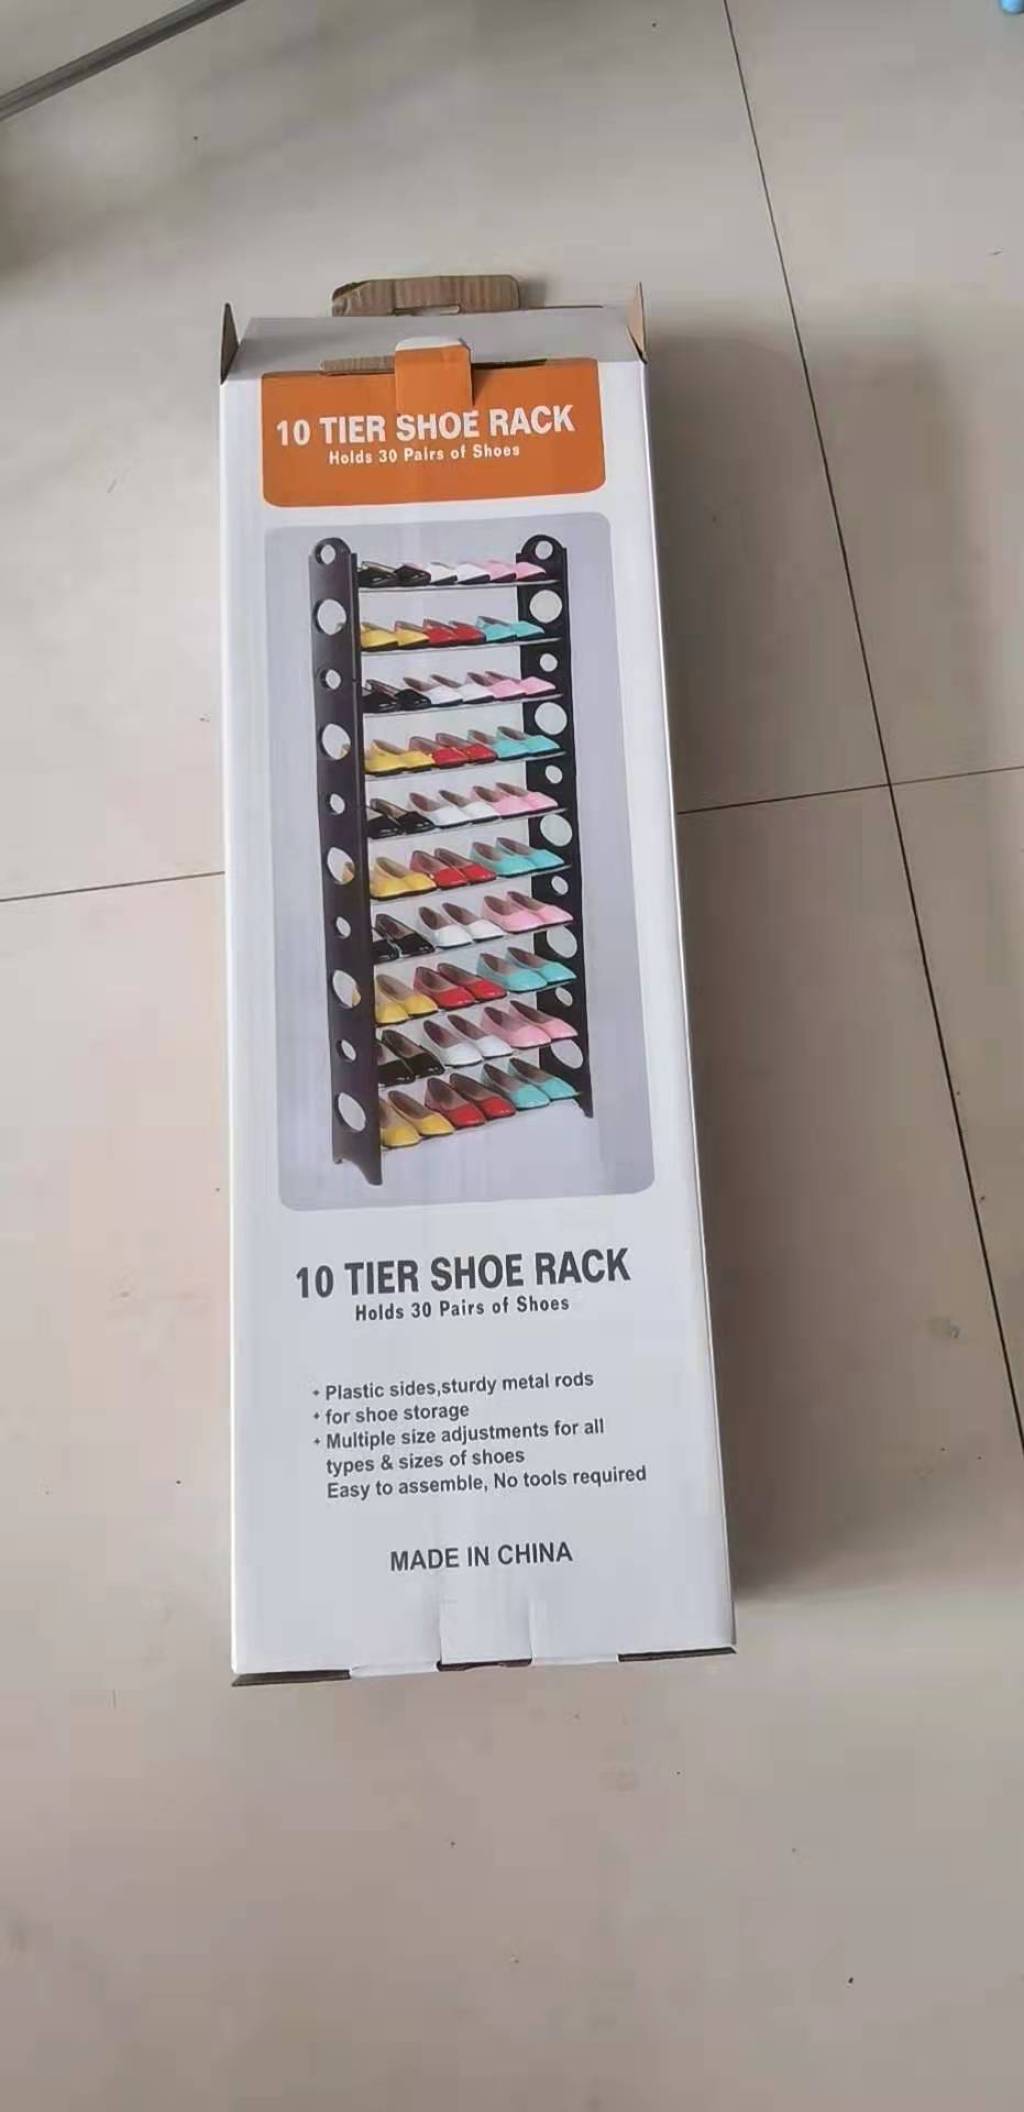 10 TIER SHOE RACK
Holds 30 Pairs of Shoes
10 TIER SHOE RACK
Holds 30 Pairs of Shoes
+ Plastic sides,sturdy metal rods
+ for shoe storage
+ Multiple size adjustments for all
types & sizes of shoes
Easy to assemble, No tools required
MADE IN CHINA